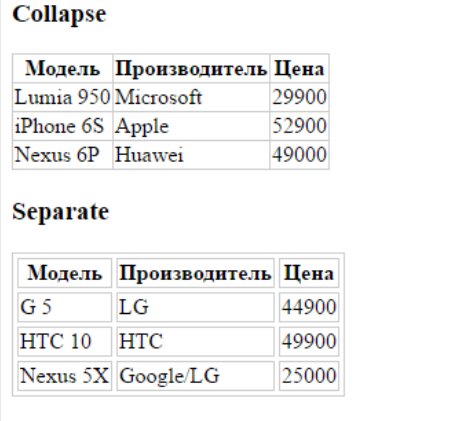 Collapse
Модель Производитель Цена
Lumia 950 Microsoft 29900
iPhone 6S Apple 52900
Nexus 6P Huawei 49000
Separate
Модель Производитель Цена
G 5 LG 44900
HTC 10 HTC 49900
Nexus 5X Google/LG 25000